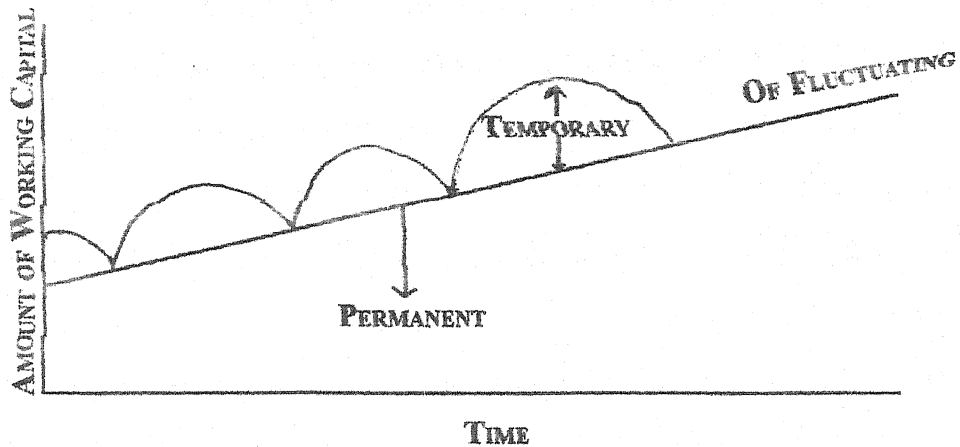 AMOUNT OF WORKING CAPITAL
OF FLUCTUATING
TEMPORARY
PERMANENT
TIME